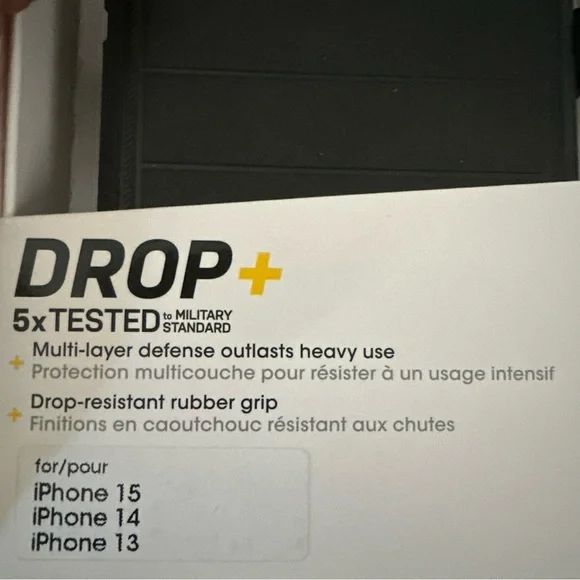 DROP+
5xTESTED to MILITARY STANDARD
+ Multi-layer defense outlasts heavy use
Protection multicouche pour résister à un usage intensif
+ Drop-resistant rubber grip
Finitions en caoutchouc résistant aux chutes
for/pour
iPhone 15
iPhone 14
iPhone 13